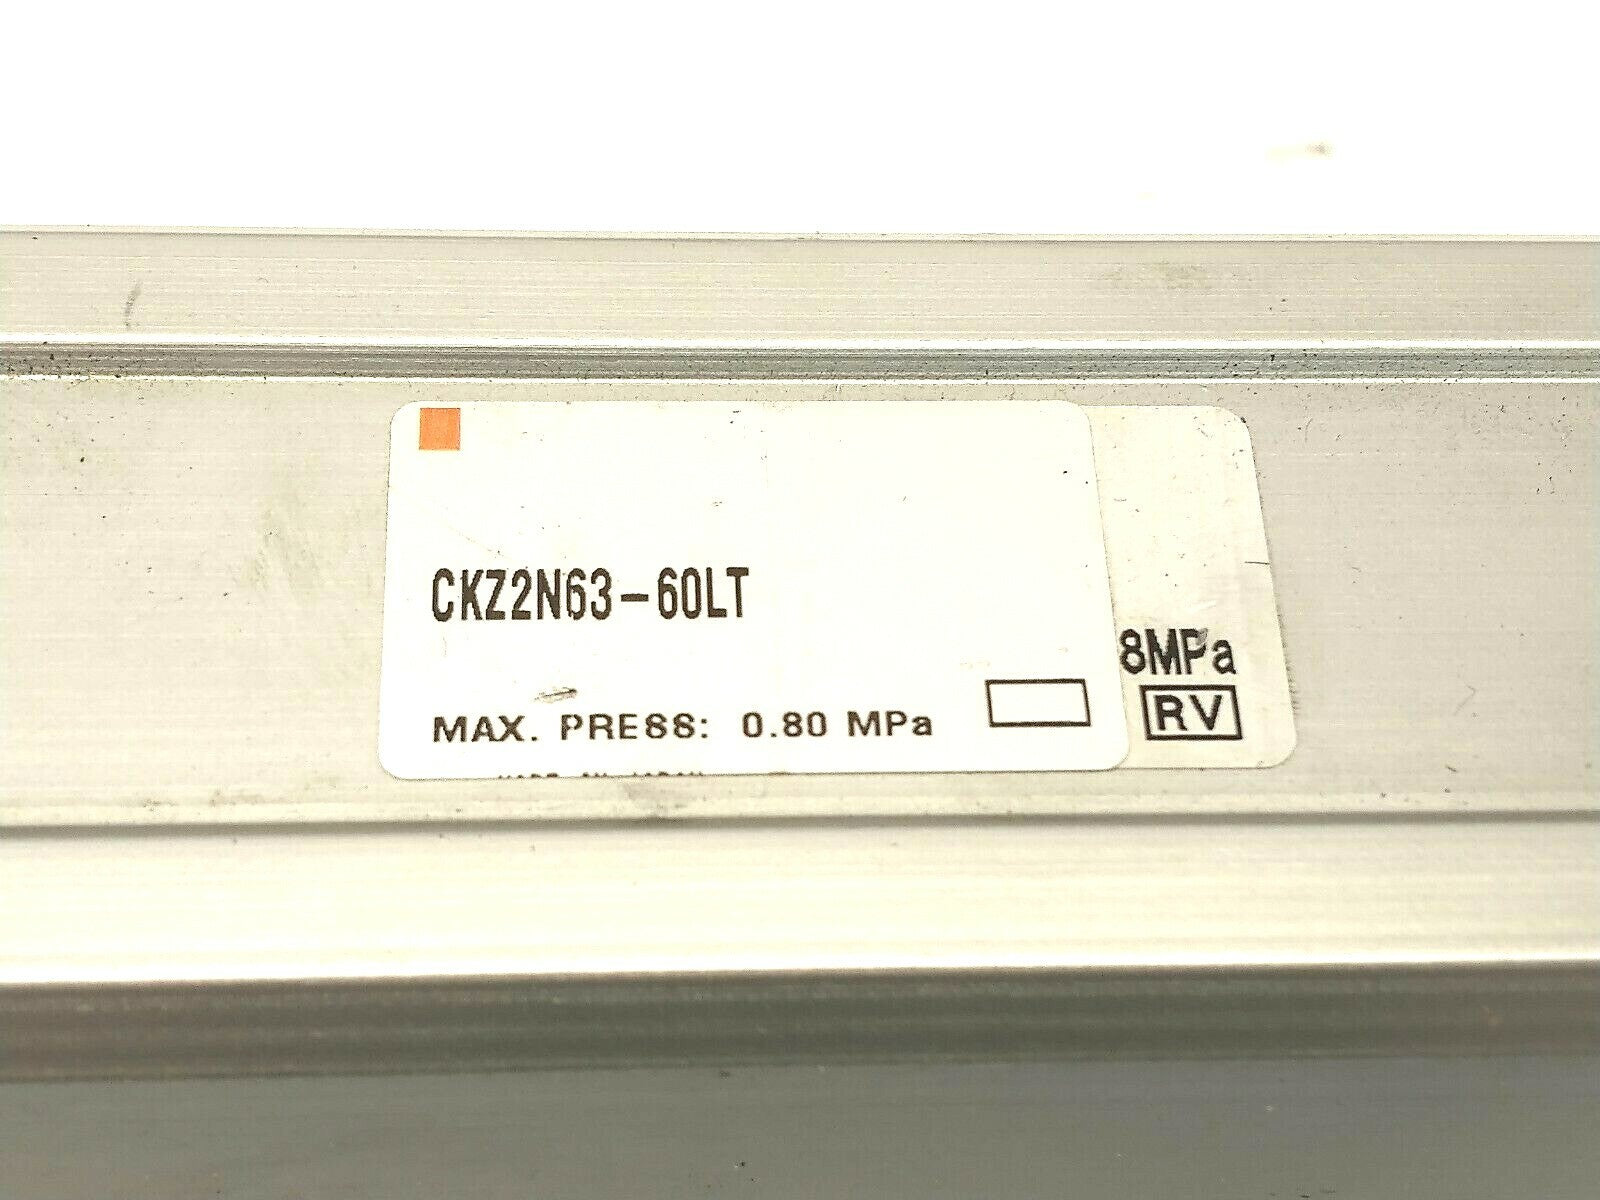 CKZ2N63-60LT
8MPa
MAX. PRESS: 0.80 MPa
RV